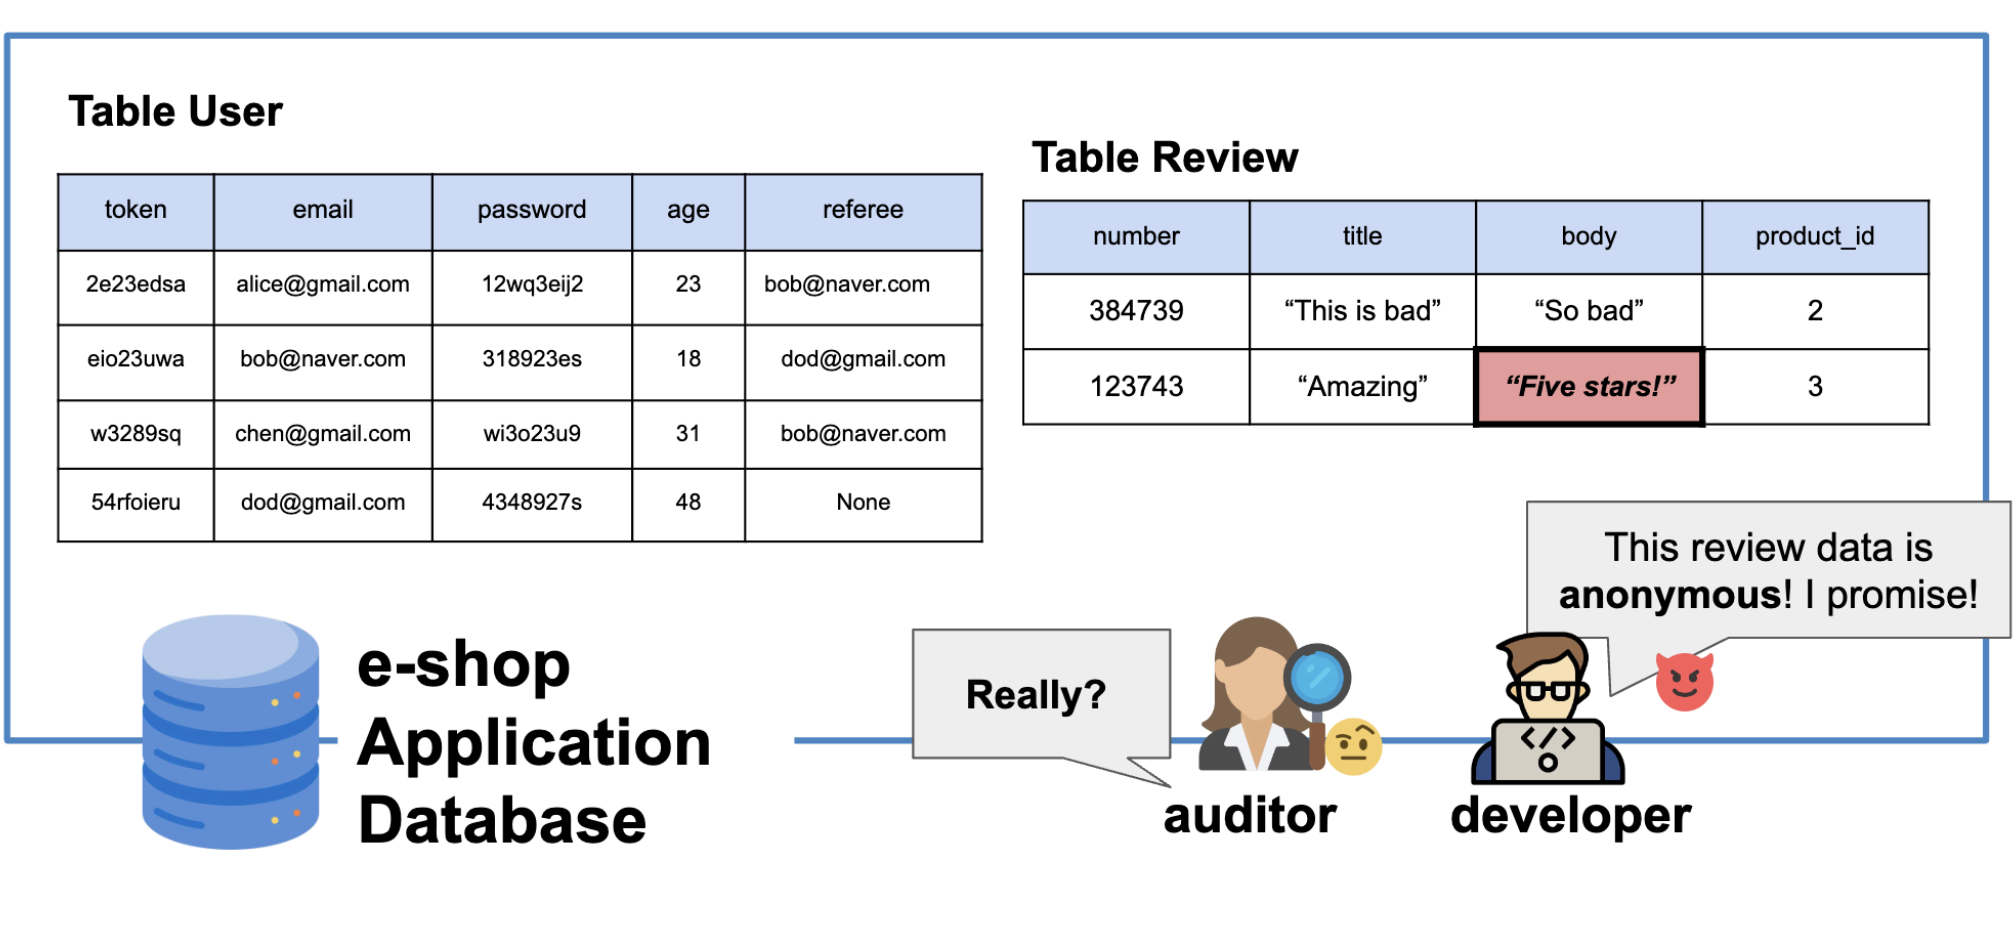 Table User
token email password age referee
2e23edsa alice@gmail.com 12wq3eij2 23 bob@naver.com
eio23uwa bob@naver.com 318923es 18 dod@gmail.com
w3289sq chen@gmail.com wi3o23u9 31 bob@naver.com
54rfoieru dod@gmail.com 4348927s 48 None
Table Review
number title body product_id
384739 “This is bad” “So bad” 2
123743 “Amazing” “Five stars!” 3
This review data is
anonymous! I promise!
Really?
</>
e-shop
Application
Database
auditor
developer